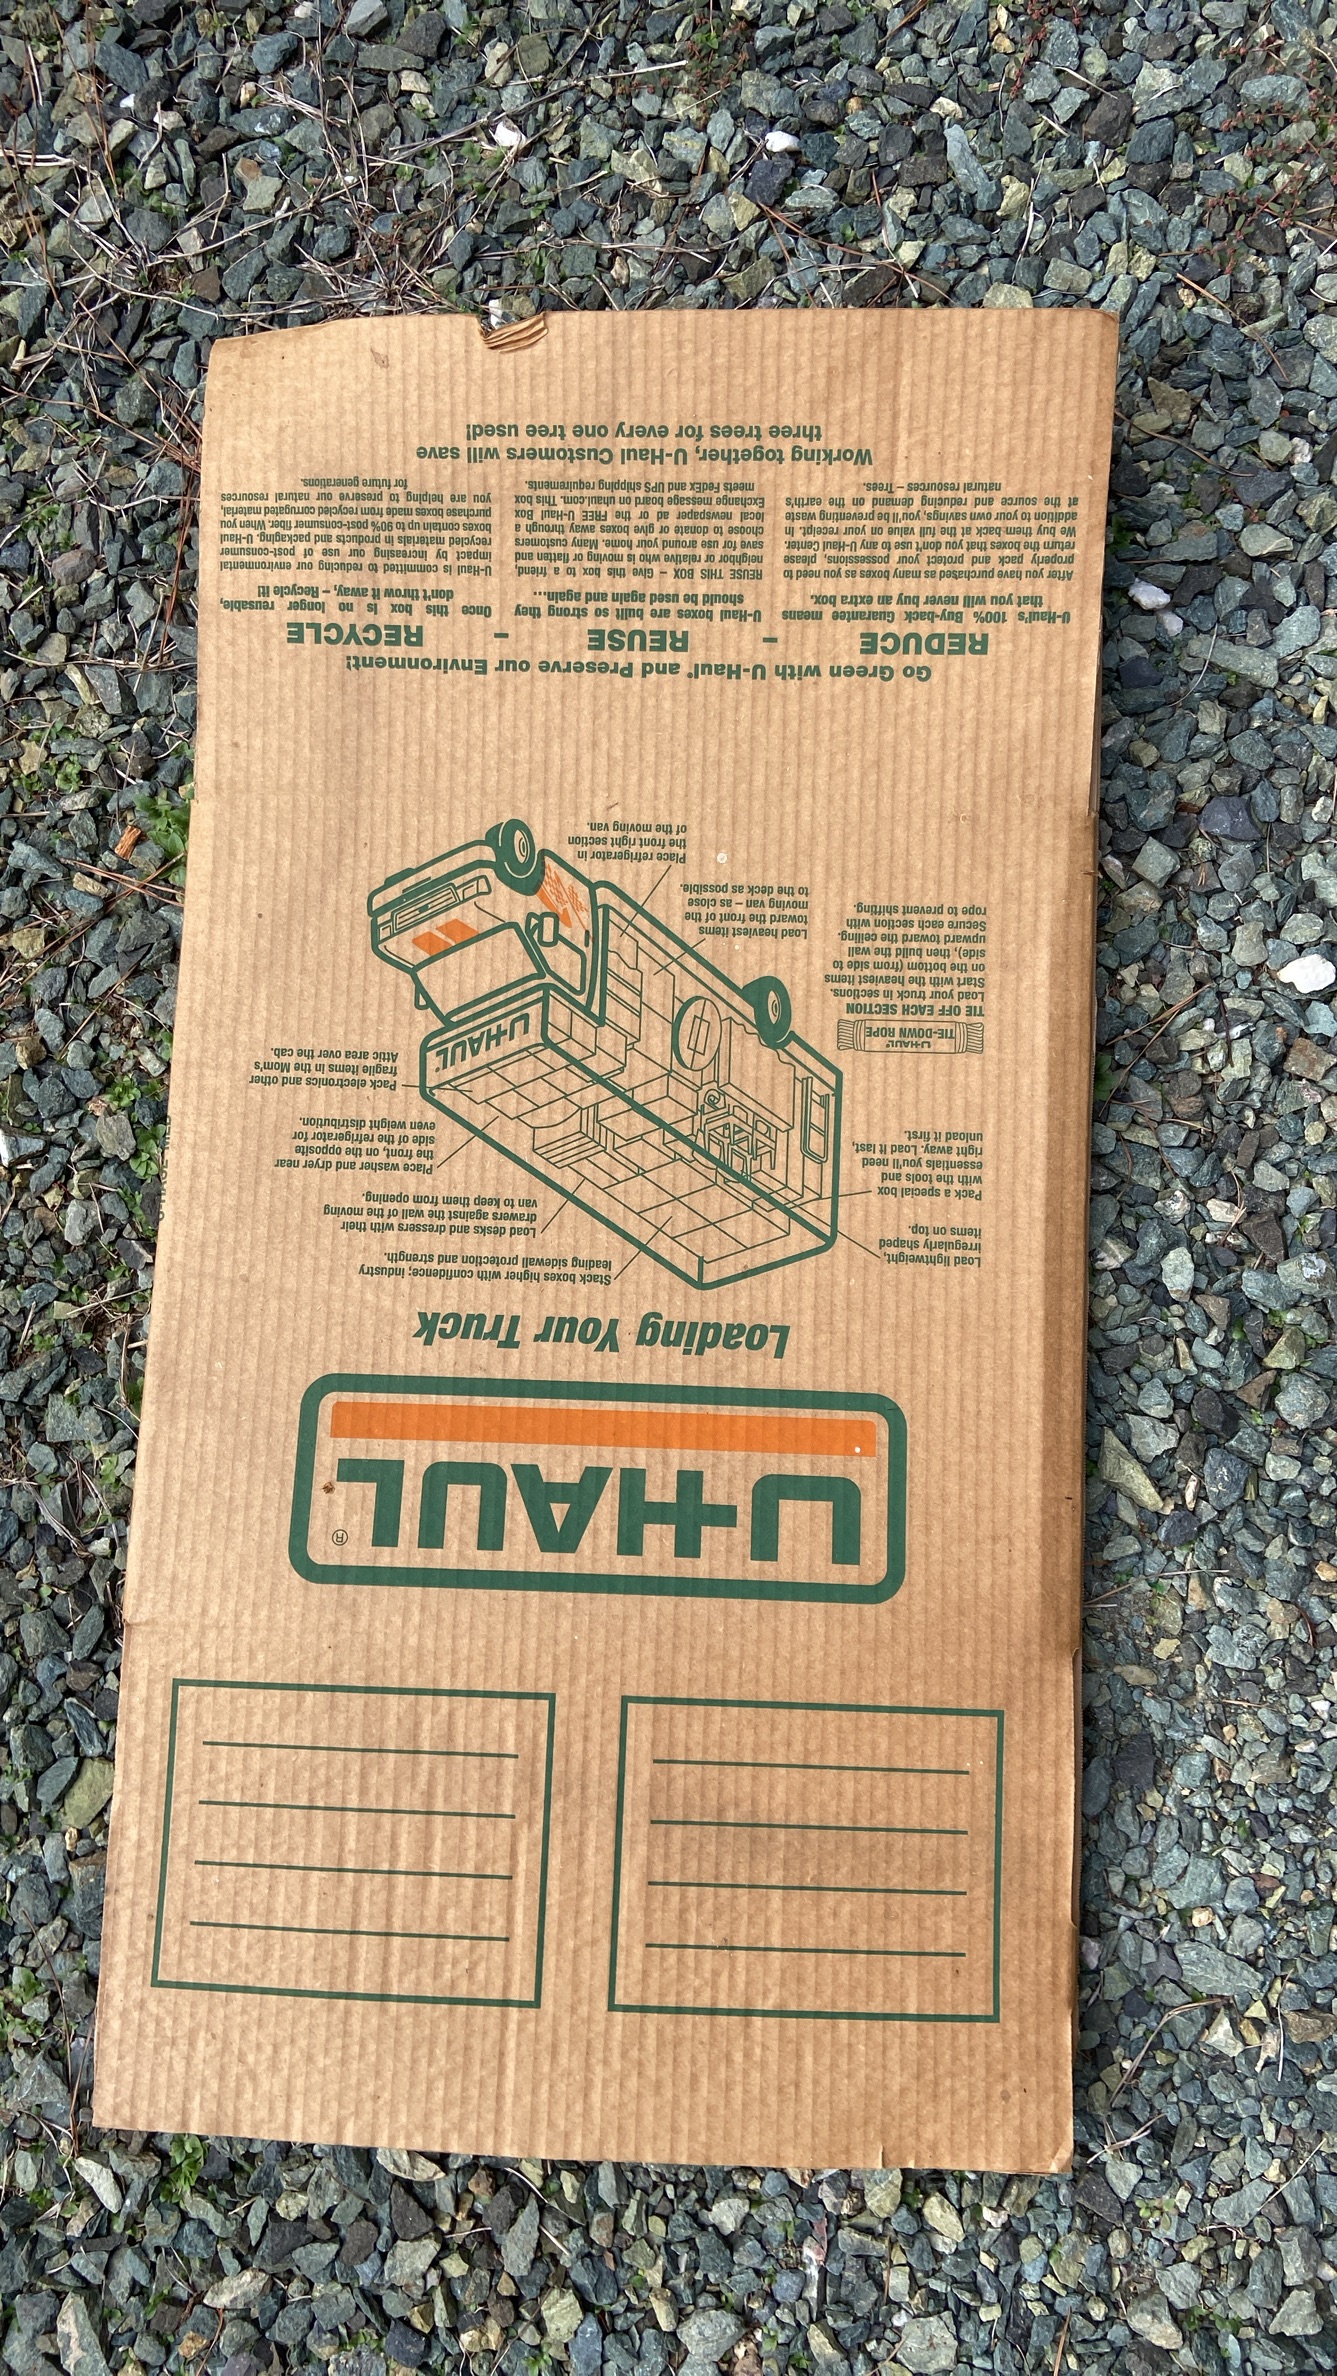 U-HAUL®
Loading Your Truck
Stack boxes higher with confidence; industry
leading sidewall protection and strength.
Load desks and dressers with their
drawers against the wall of the moving
van to keep them from opening.
Place washer and dryer near
the front, on the opposite
side of the refrigerator for
even weight distribution.
Pack electronics and other
fragile items in the Mom's
Attic area over the cab.
Load lightweight,
irregularly shaped
items on top.
Pack a special box
with the tools and
essentials you'll need
right away. Load it last,
unload it first.
U-HAUL®
TIE-DOWN ROPE
TIE OFF EACH SECTION
Load your truck in sections.
Start with the heaviest items
on the bottom (from side to
side), then build the wall
upward toward the ceiling.
Secure each section with
rope to prevent shifting.
U-HAUL®
Load heaviest items
toward the front of the
moving van – as close
to the deck as possible.
Place refrigerator in
the front right section
of the moving van.
Go Green with U-Haul® and Preserve our Environment!
REDUCE – REUSE – RECYCLE
U-Haul's 100% Buy-back Guarantee means
that you will never buy an extra box.
After you have purchased as many boxes as you need to
properly pack and protect your possessions, please
return the boxes that you don't use to any U-Haul Center.
We buy them back at the full value on your receipt. In
addition to your own savings, you'll be preventing waste
at the source and reducing demand on the earth's
natural resources – Trees.
U-Haul boxes are built so strong they
should be used again and again...
REUSE THIS BOX – Give this box to a friend,
neighbor or relative who is moving or flatten and
save for use around your home. Many customers
choose to donate or give boxes away through a
local newspaper ad or the FREE U-Haul Box
Exchange message board on uhaul.com. This box
meets FedEx and UPS shipping requirements.
Once this box is no longer reusable,
don't throw it away, – Recycle it!
U-Haul is committed to reducing our environmental
impact by increasing our use of post-consumer
recycled materials in products and packaging. U-Haul
boxes contain up to 90% post-consumer fiber. When you
purchase boxes made from recycled corrugated material,
you are helping to preserve our natural resources
for future generations.
Working together, U-Haul Customers will save
three trees for every one tree used!